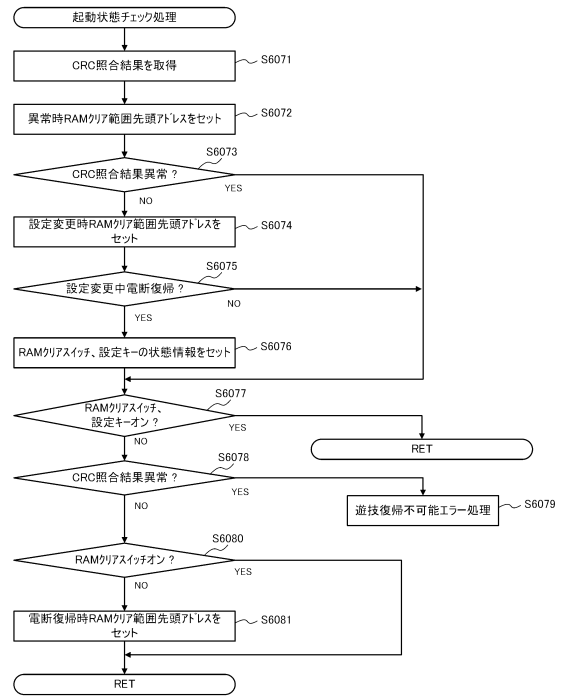 起動状態チェック処理
CRC照合結果を取得
S6071
異常時RAMクリア範囲先頭アドレスをセット
S6072
S6073
CRC照合結果異常？
YES
NO
設定変更時RAMクリア範囲先頭アドレスを
セット
S6074
S6075
設定変更中電断復帰？
NO
YES
RAMクリアスイッチ、設定キーの状態情報をセット
S6076
S6077
RAMクリアスイッチ、
設定キーオン？
YES
NO
RET
S6078
CRC照合結果異常？
YES
NO
遊技復帰不可能エラー処理
S6079
S6080
RAMクリアスイッチオン？
YES
NO
電断復帰時RAMクリア範囲先頭アドレスを
セット
S6081
RET